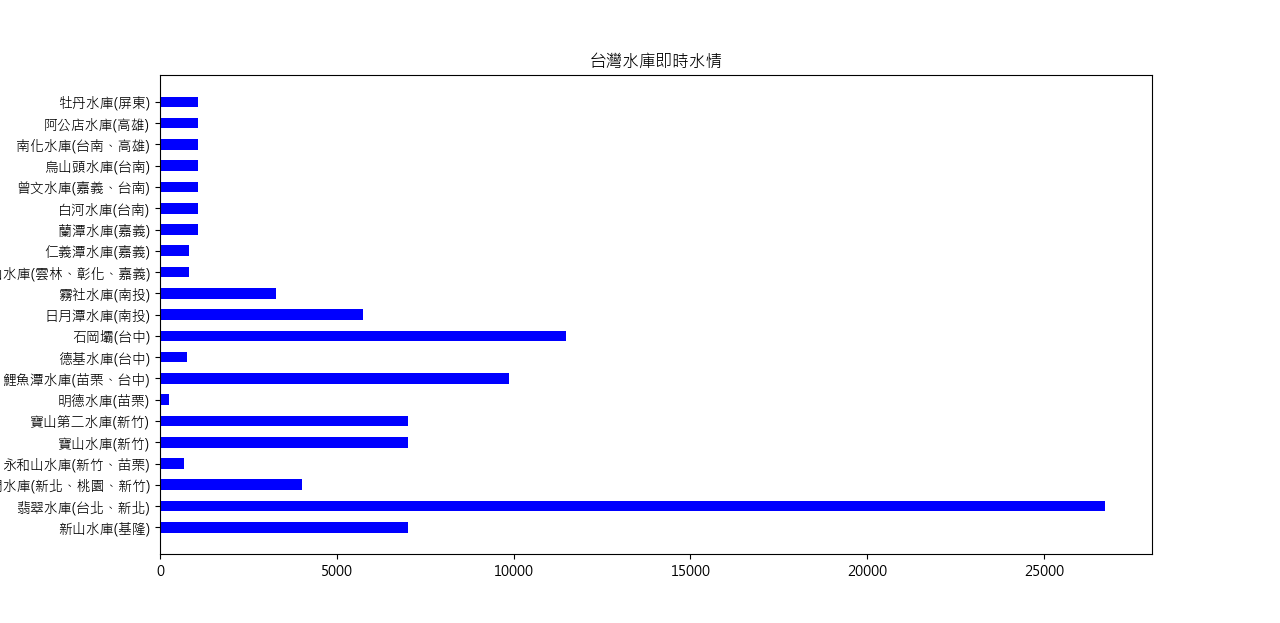 台灣水庫即時水情
牡丹水庫(屏東)
阿公店水庫(高雄)
南化水庫(台南、高雄)
烏山頭水庫(台南)
曾文水庫(嘉義、台南)
白河水庫(台南)
蘭潭水庫(嘉義)
仁義潭水庫(嘉義)
水庫(雲林、彰化、嘉義)
霧社水庫(南投)
日月潭水庫(南投)
石岡壩(台中)
德基水庫(台中)
鯉魚潭水庫(苗栗、台中)
明德水庫(苗栗)
寶山第二水庫(新竹)
寶山水庫(新竹)
永和山水庫(新竹、苗栗)
水庫(新北、桃園、新竹)
翡翠水庫(台北、新北)
新山水庫(基隆)
0 5000 10000 15000 20000 25000